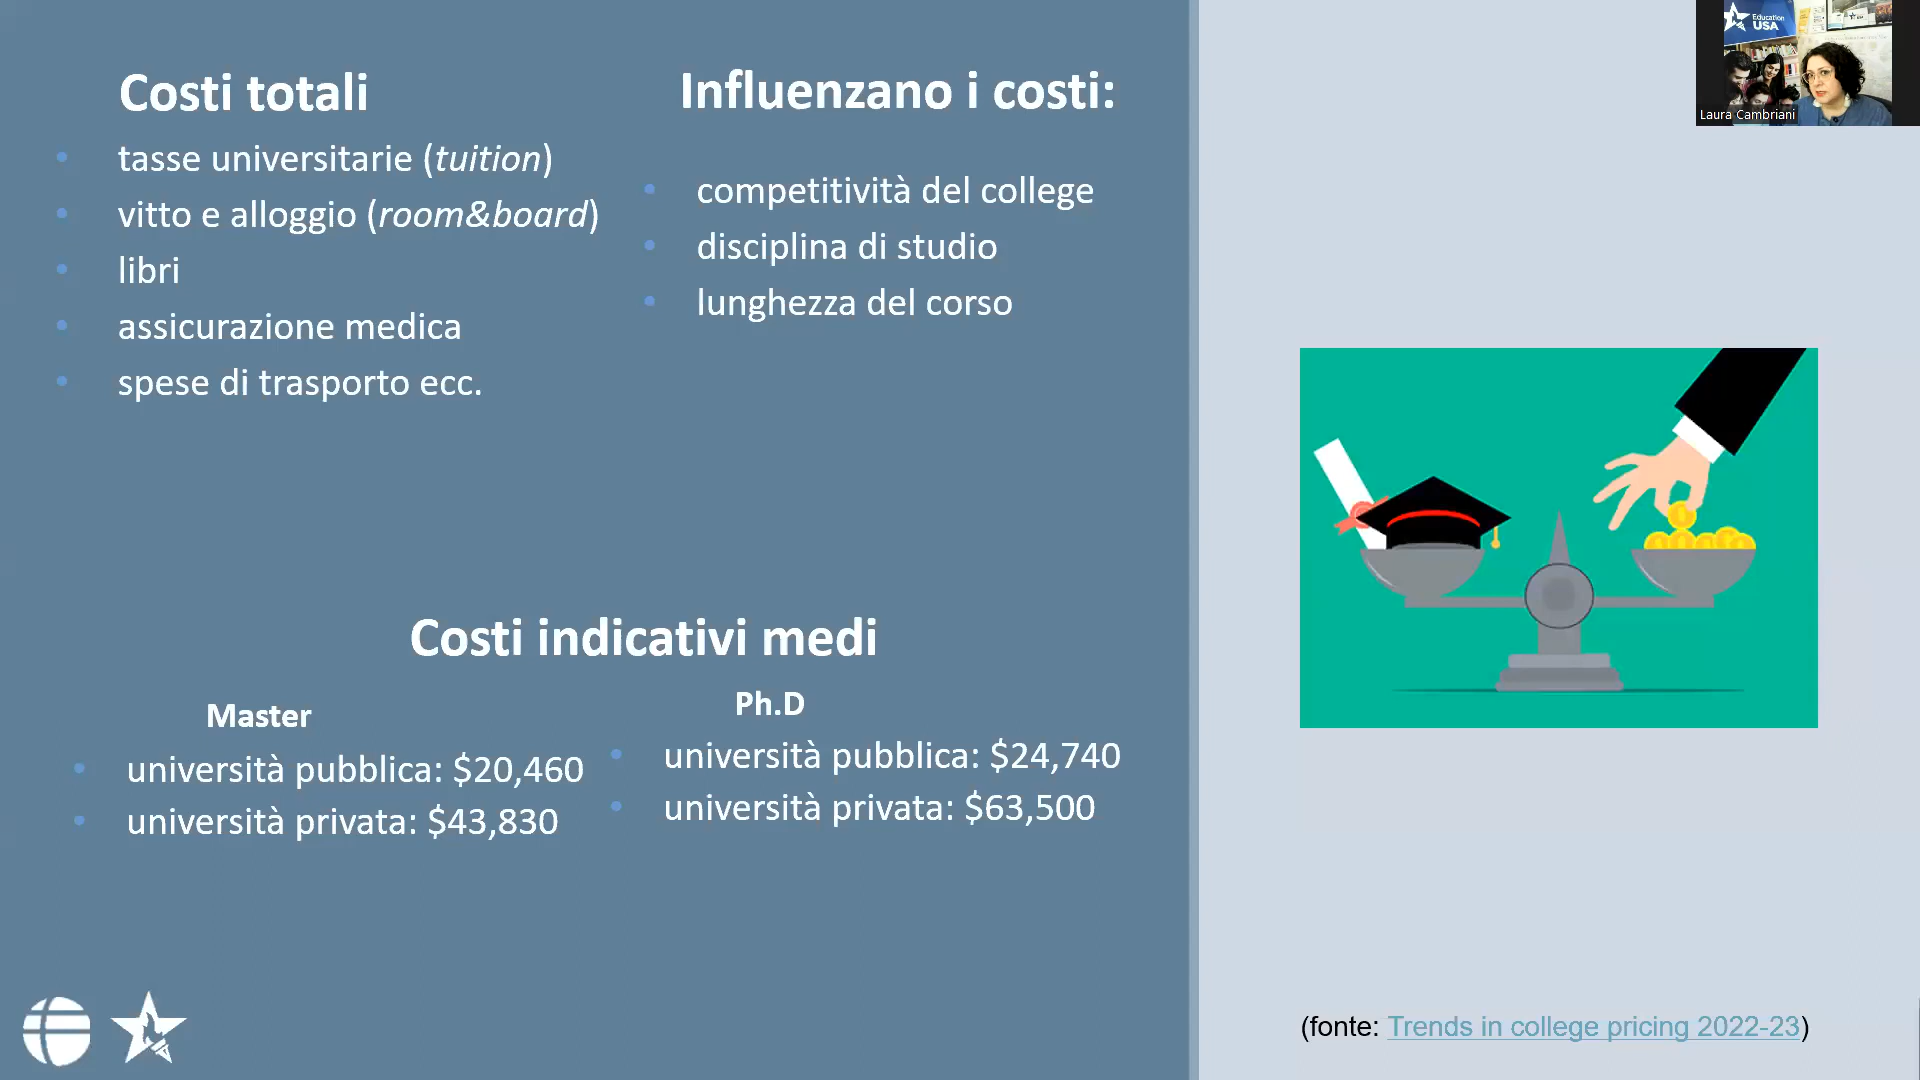 Costi totali
tasse universitarie (tuition)
vitto e alloggio (room&board)
libri
assicurazione medica
spese di trasporto ecc.
Influenzano i costi:
competitività del college
disciplina di studio
lunghezza del corso
Costi indicativi medi
Master
università pubblica: $20,460
università privata: $43,830
Ph.D
università pubblica: $24,740
università privata: $63,500
Education
USA
Laura Cambriani
(fonte: Trends in college pricing 2022-23)